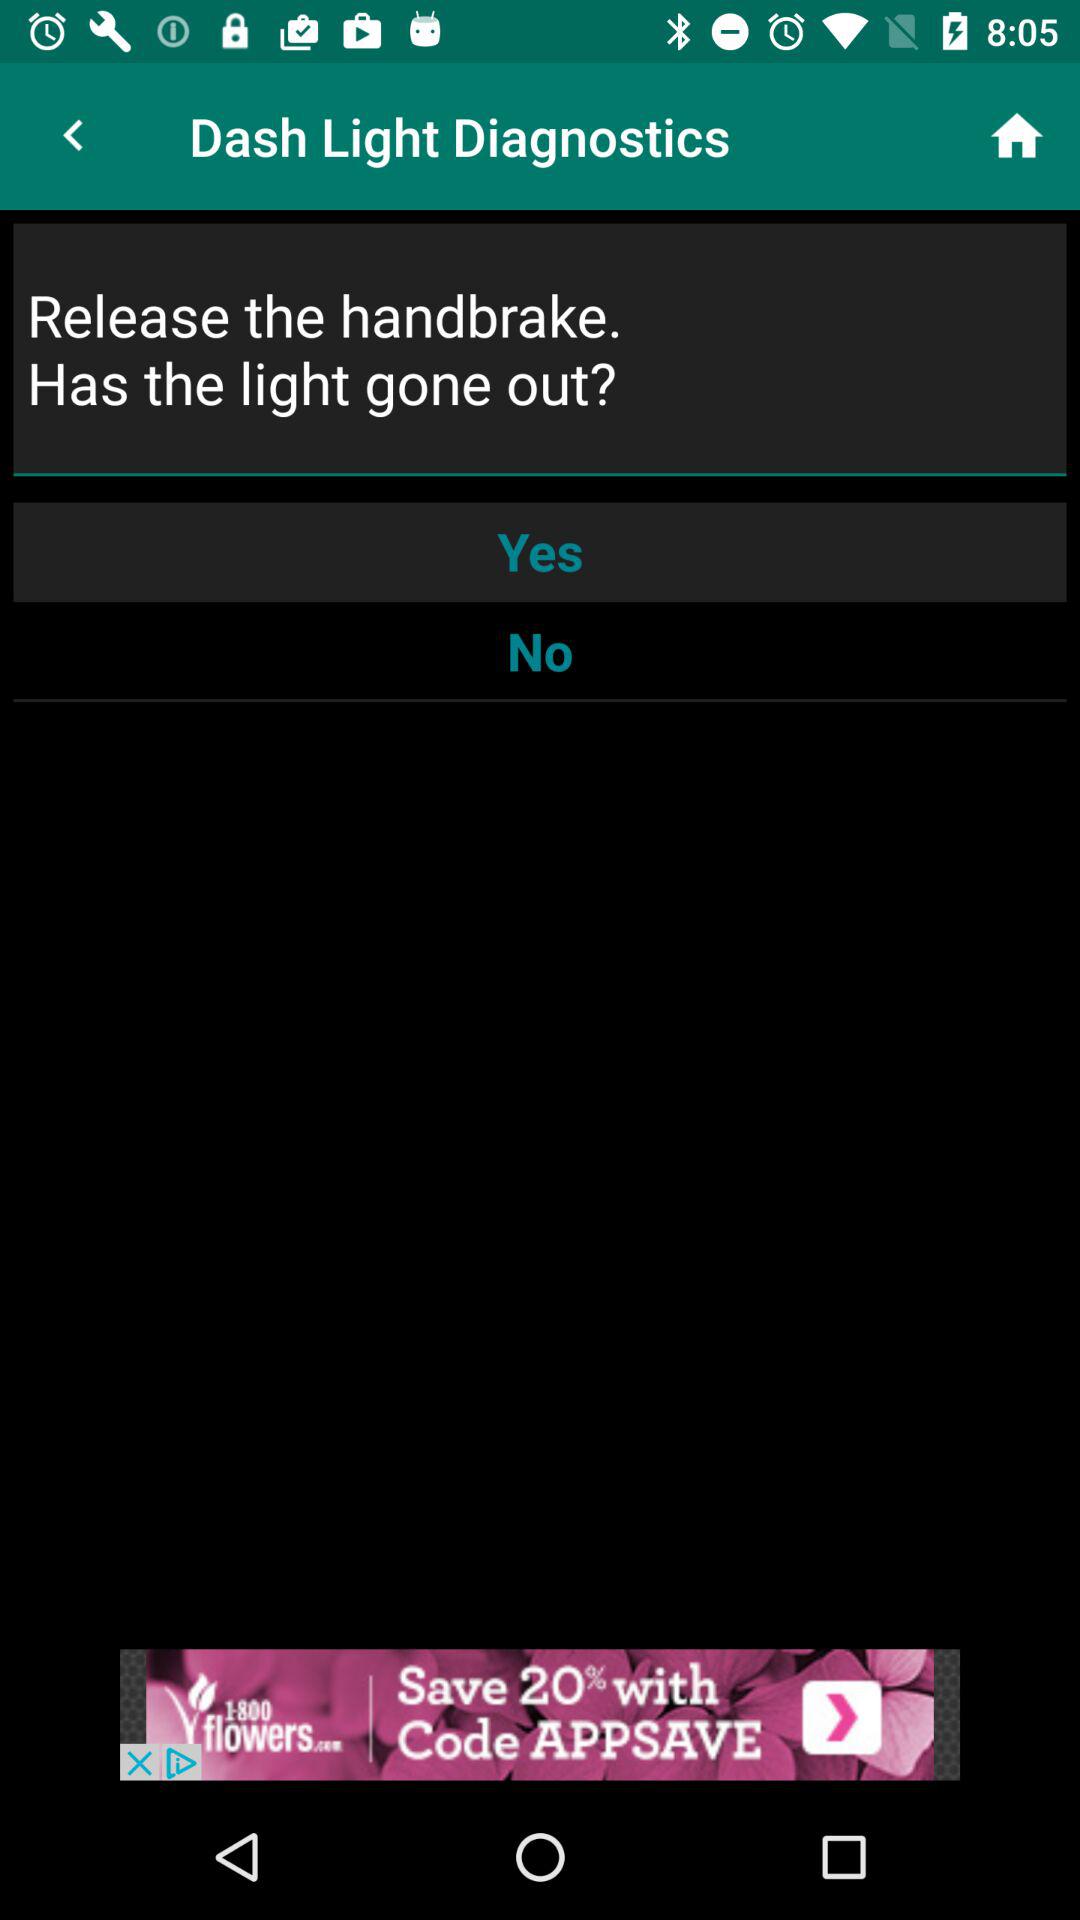 8:05
Dash Light Diagnostics
Release the handbrake.
Has the light gone out?
Yes
No
1-800
flowers.com
Save 20% with
Code APPSAVE